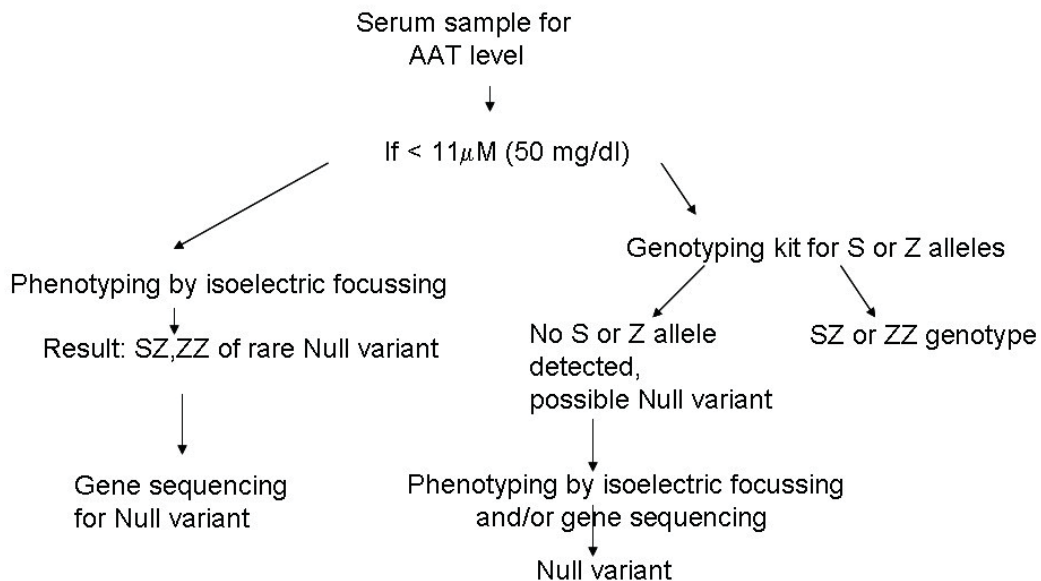 Serum sample for
AAT level
If < 11μM (50 mg/dl)
Genotyping kit for S or Z alleles
Phenotyping by isoelectric focussing
Result: SZ,ZZ of rare Null variant
No S or Z allele
detected,
possible Null variant
SZ or ZZ genotype
Gene sequencing
for Null variant
Phenotyping by isoelectric focussing
and/or gene sequencing
Null variant